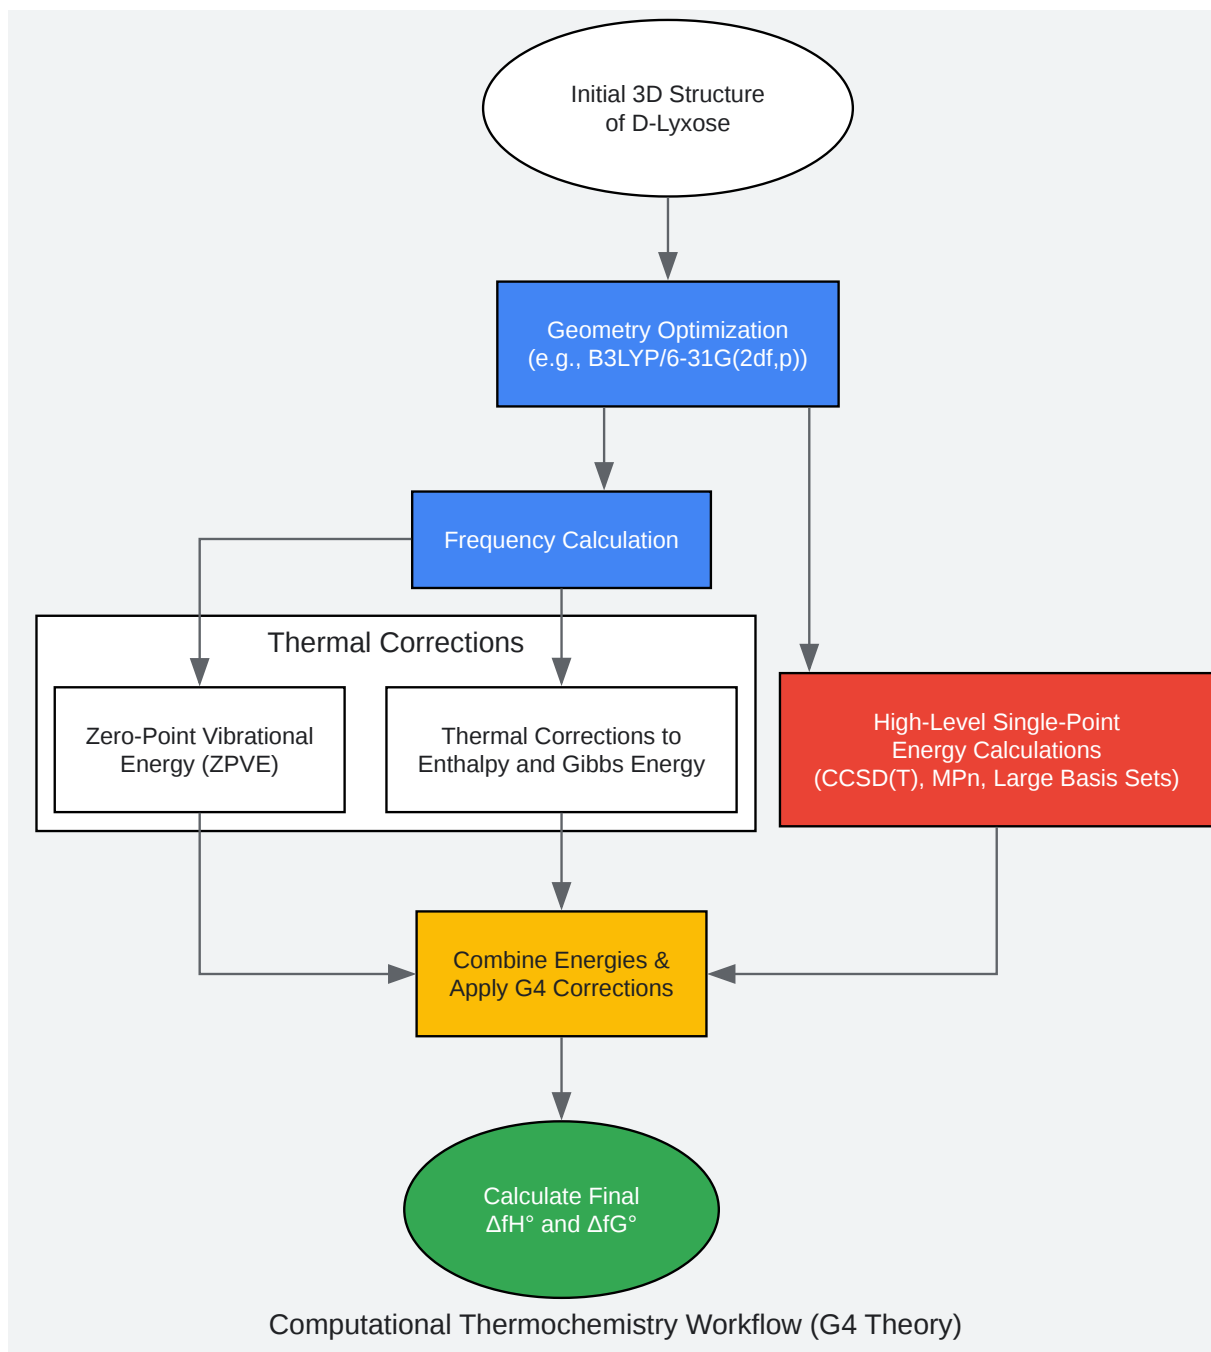 Initial 3D Structure
of D-Lyxose
Geometry Optimization
(e.g., B3LYP/6-31G(2df,p))
Frequency Calculation
Thermal Corrections
Zero-Point Vibrational
Energy (ZPVE)
Thermal Corrections to
Enthalpy and Gibbs Energy
High-Level Single-Point
Energy Calculations
(CCSD(T), MPn, Large Basis Sets)
Combine Energies &
Apply G4 Corrections
Calculate Final
ΔfH° and ΔfG°
Computational Thermochemistry Workflow (G4 Theory)